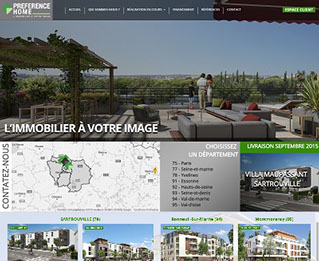 PREFERENCE
HOME
ACCUEIL
QUI SOMMES-NOUS ?
RÉALISATION EN COURS
FINANCEMENT
RÉFÉRENCES
CONTACT
ESPACE CLIENT
L'IMMOBILIER À VOTRE IMAGE
CONTATEZ-NOUS
CHOISISSEZ
UN DÉPARTEMENT
75 - Paris
77 - Seine-et-marne
78 - Yvelines
91 - Essonne
92 - Hauts-de-seine
93 - Seine-st-denis
94 - Val-de-marne
95 - Val-d'oise
LIVRAISON SEPTEMBRE 2015
VILLA MAUPASSANT
SARTROUVILLE
SARTROUVILLE (78)
Bonneuil-Sur-Marne (94)